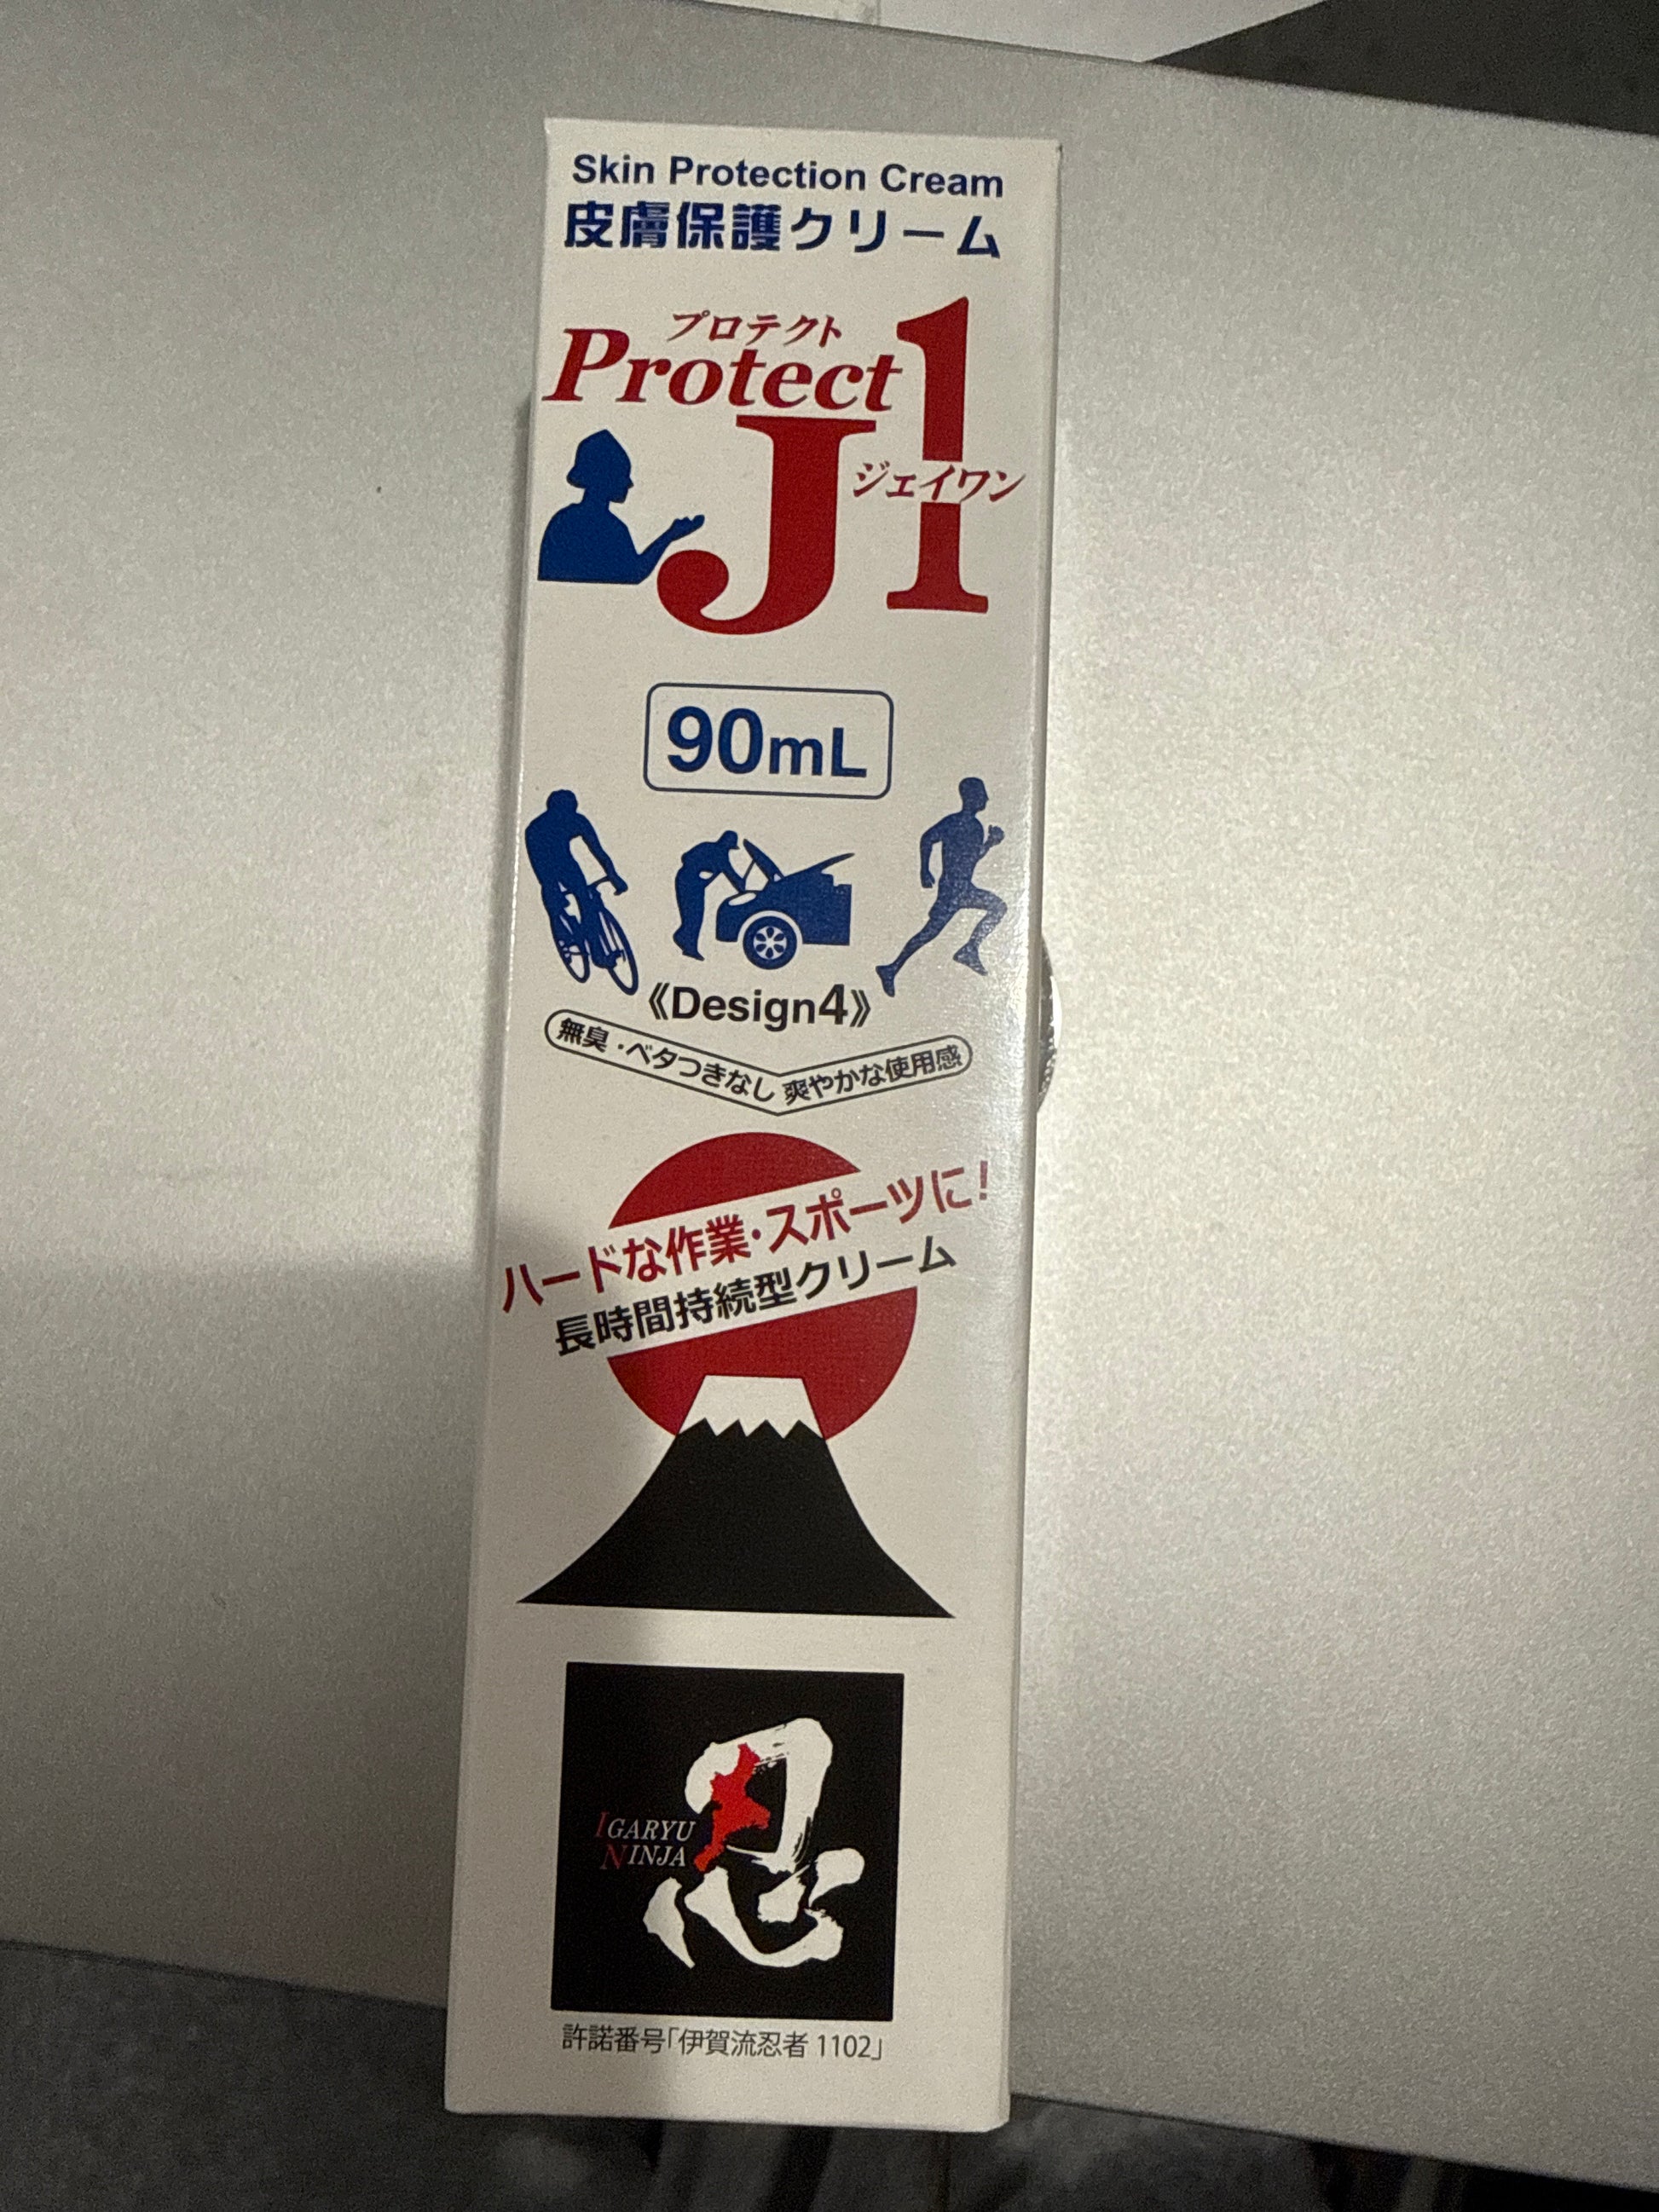 Skin Protection Cream
皮膚保護クリーム
プロテクト
Protect
J1
ジェイワン
90mL
《Design4》
無臭・ベタつきなし 爽やかな使用感
ハードな作業・スポーツに!
長時間持続型クリーム
忍
IGARYU
NINJA
許諾番号「伊賀流忍者 1102」